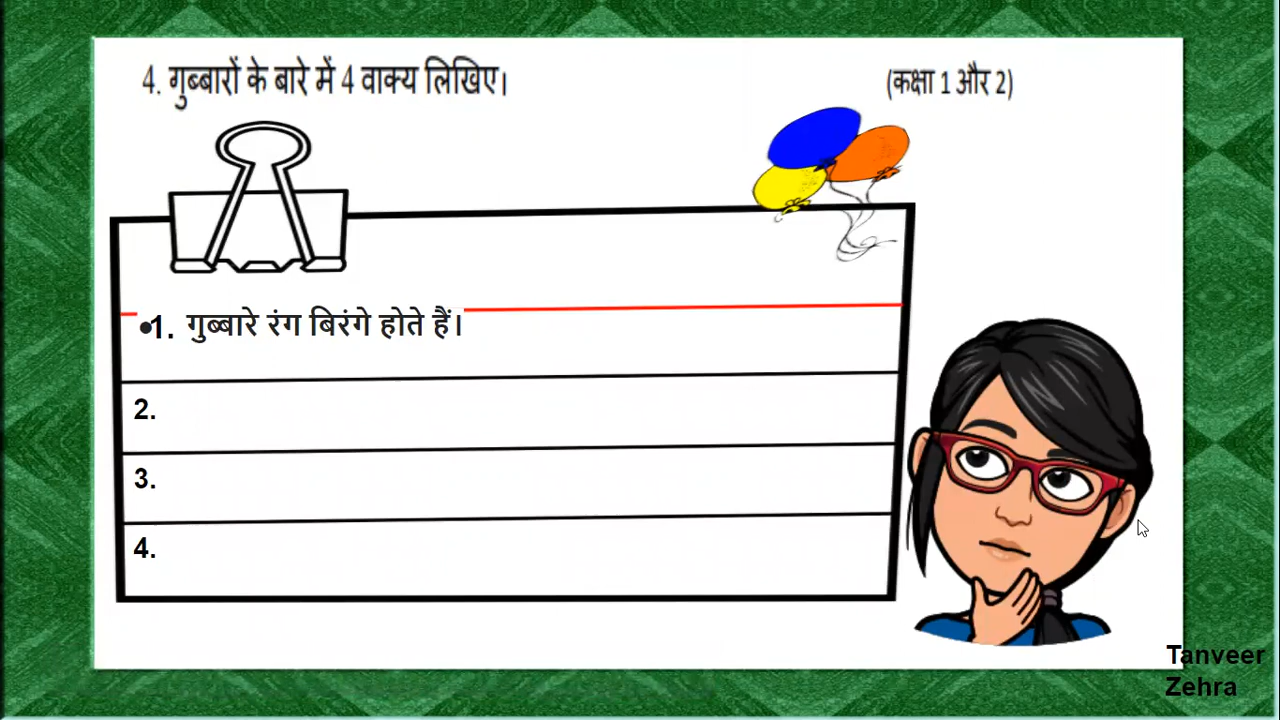 4. गुब्बारों के बारे में 4 वाक्य लिखिए।
(कक्षा 1 और 2)
•1. गुब्बारे रंग बिरंगे होते हैं।
2.
3.
4.
Tanveer
Zehra